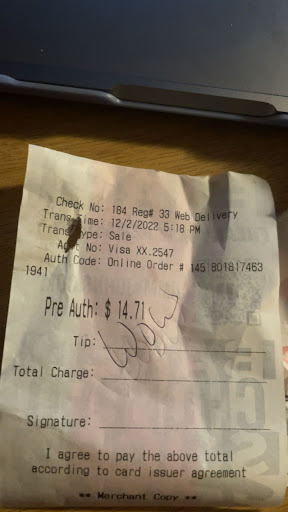 Check No: 184 Reg# 33 Web Delivery
Trans Time: 12/2/2022 5:18 PM
Trans Type: Sale
Acct No: Visa XX.2547
Auth Code: Online Order # 1451801817463
1941
Pre Auth: $ 14.71
Tip:
wow
Total Charge:
Signature:
I agree to pay the above total
according to card issuer agreement
** Merchant Copy **